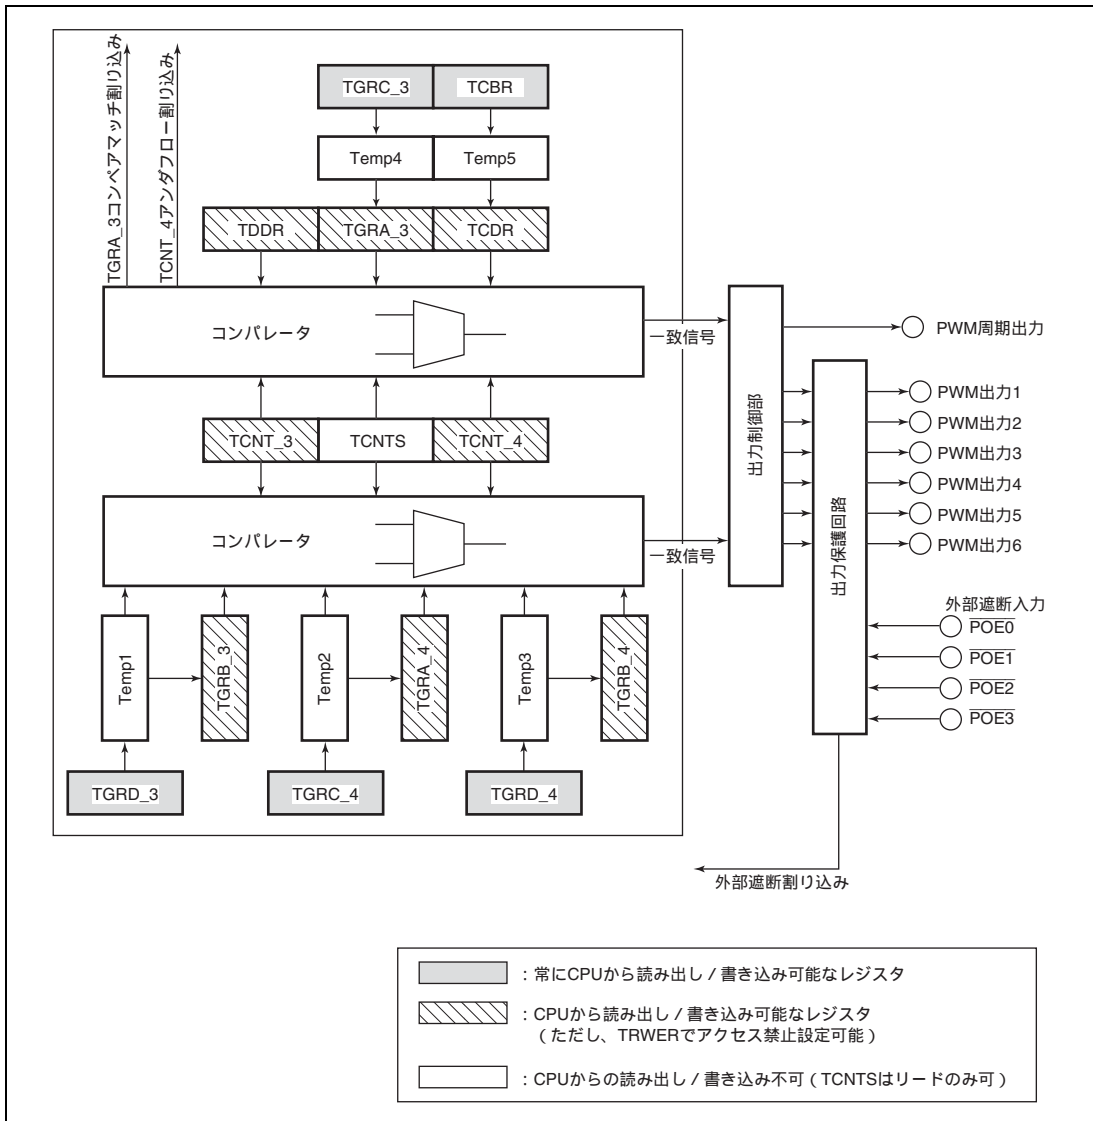 TGRA_3コンペアマッチ割り込み
TCNT_4アンダフロー割り込み
TGRC_3
TCBR
Temp4
Temp5
TDDR
TGRA_3
TCDR
コンパレータ
一致信号
PWM周期出力
出力制御部
出力保護回路
PWM出力1
PWM出力2
PWM出力3
PWM出力4
PWM出力5
PWM出力6
TCNT_3
TCNTS
TCNT_4
コンパレータ
一致信号
外部遮断入力
POE0
POE1
POE2
POE3
Temp1
TGRB_3
Temp2
TGRA_4
Temp3
TGRB_4
TGRD_3
TGRC_4
TGRD_4
外部遮断割り込み
:常にCPUから読み出し / 書き込み可能なレジスタ
:CPUから読み出し / 書き込み可能なレジスタ
(ただし、TRWERでアクセス禁止設定可能)
:CPUからの読み出し / 書き込み不可(TCNTSはリードのみ可)